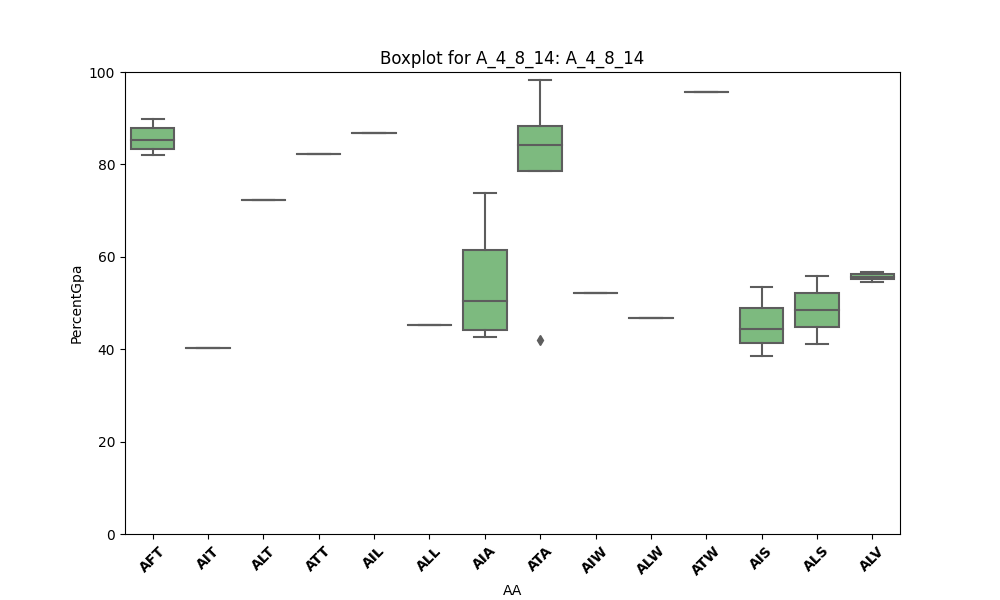 Boxplot for A_4_8_14: A_4_8_14
100
80
60
40
20
0
PercentGpa
AFT AIT ALT ATT AIL ALL AIA ATA AIW ALW ATW AIS ALS ALV
AA